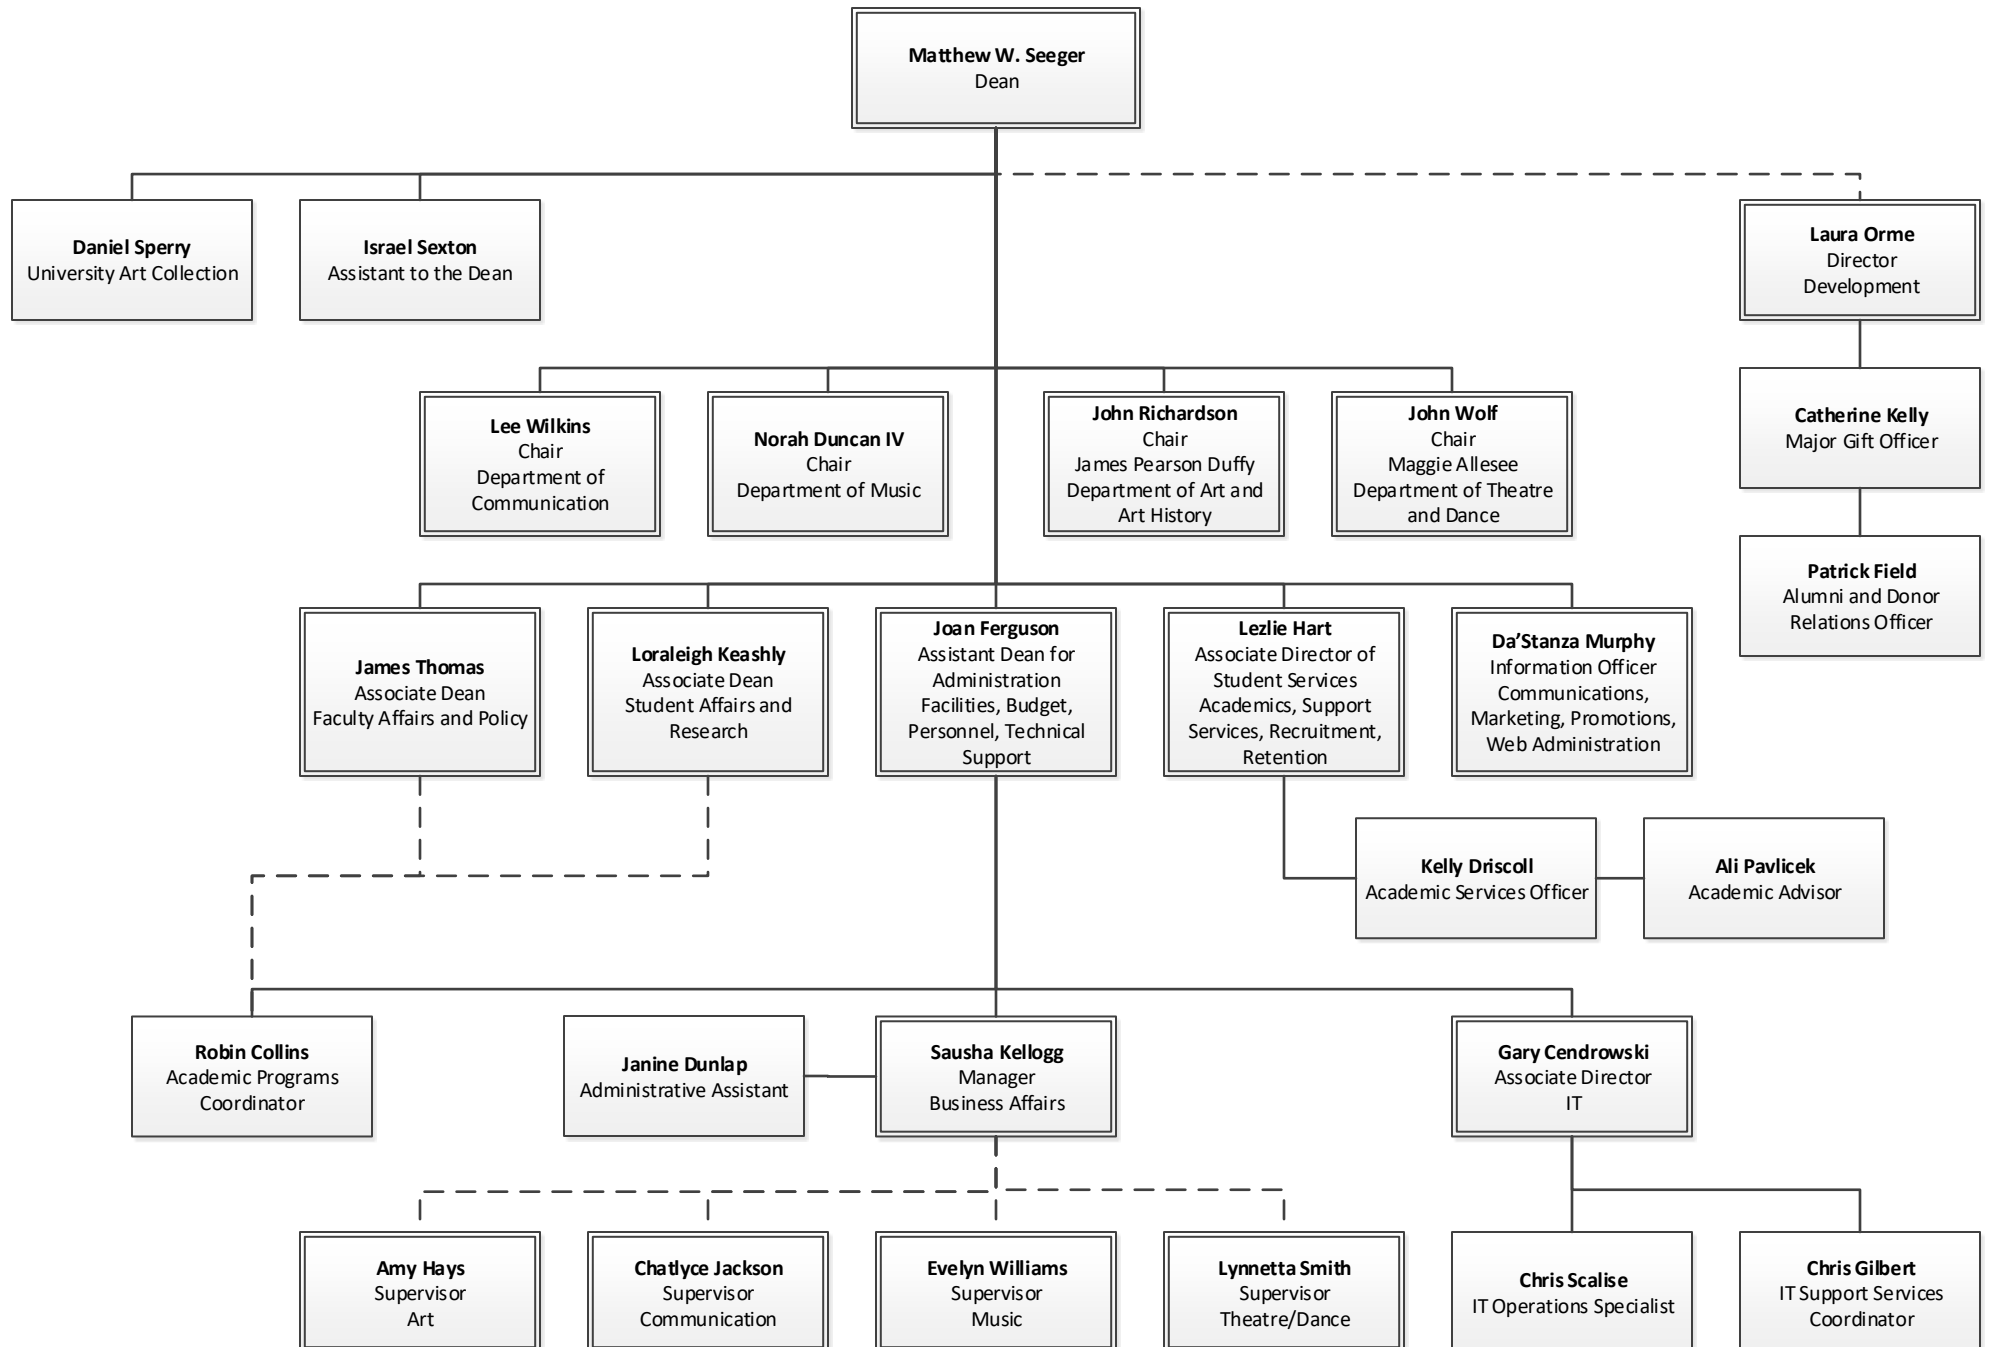 Matthew W. Seeger
Dean
Daniel Sperry
University Art Collection
Israel Sexton
Assistant to the Dean
Laura Orme
Director
Development
Lee Wilkins
Chair
Department of
Communication
Norah Duncan IV
Chair
Department of Music
John Richardson
Chair
James Pearson Duffy
Department of Art and
Art History
John Wolf
Chair
Maggie Allesee
Department of Theatre
and Dance
Catherine Kelly
Major Gift Officer
Patrick Field
Alumni and Donor
Relations Officer
James Thomas
Associate Dean
Faculty Affairs and Policy
Loraleigh Keashly
Associate Dean
Student Affairs and
Research
Joan Ferguson
Assistant Dean for
Administration
Facilities, Budget,
Personnel, Technical
Support
Lezlie Hart
Associate Director of
Student Services
Academics, Support
Services, Recruitment,
Retention
Da’Stanza Murphy
Information Officer
Communications,
Marketing, Promotions,
Web Administration
Kelly Driscoll
Academic Services Officer
Ali Pavlicek
Academic Advisor
Robin Collins
Academic Programs
Coordinator
Janine Dunlap
Administrative Assistant
Sausha Kellogg
Manager
Business Affairs
Gary Cendrowski
Associate Director
IT
Amy Hays
Supervisor
Art
Chatlyce Jackson
Supervisor
Communication
Evelyn Williams
Supervisor
Music
Lynnetta Smith
Supervisor
Theatre/Dance
Chris Scalise
IT Operations Specialist
Chris Gilbert
IT Support Services
Coordinator